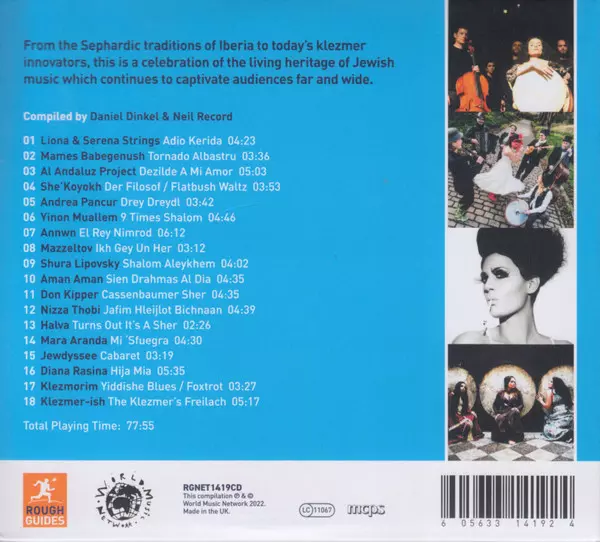 From the Sephardic traditions of Iberia to today's klezmer
innovators, this is a celebration of the living heritage of Jewish
music which continues to captivate audiences far and wide.
Compiled by Daniel Dinkel & Neil Record
01 Liona & Serena Strings Adio Kerida 04:23
02 Mames Babegenush Tornado Albastru 03:36
03 Al Andaluz Project Dezilde A Mi Amor 05:03
04 She'Koyokh Der Filosof / Flatbush Waltz 03:53
05 Andrea Pancur Drey Dreydl 03:42
06 Yinon Muallem 9 Times Shalom 04:46
07 Annwn El Rey Nimrod 06:12
08 Mazzeltov Ikh Gey Un Her 03:12
09 Shura Lipovsky Shalom Aleykhem 04:02
10 Aman Aman Sien Drahmas Al Dia 04:35
11 Don Kipper Cassenbaumer Sher 04:35
12 Nizza Thobi Jafim Hleijlot Bichnaan 04:39
13 Halva Turns Out It's A Sher 02:26
14 Mara Aranda Mi 'Sfuegra 04:30
15 Jewdyssee Cabaret 03:19
16 Diana Rasina Hija Mia 05:35
17 Klezmorim Yiddishe Blues / Foxtrot 03:27
18 Klezmer-ish The Klezmer's Freilach 05:17
Total Playing Time: 77:55
ROUGH
GUIDES
WORLD MUSIC
NETWORK
RGNET1419CD
This compilation ℗ & ©
World Music Network 2022.
Made in the UK.
LC 11067
mcps
6 05633 14192 4